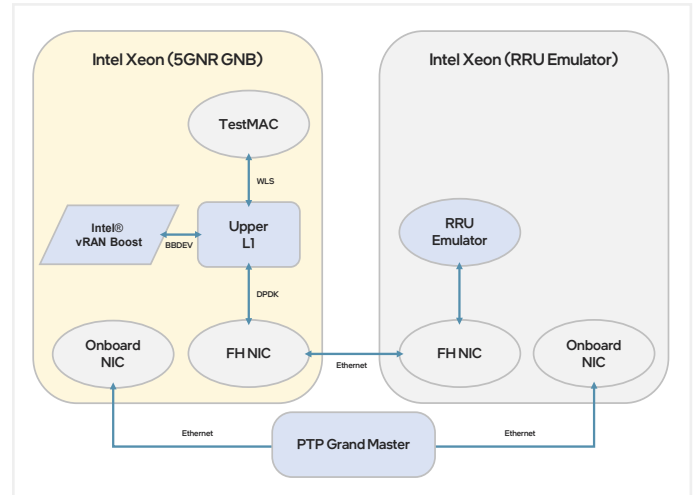 Intel Xeon (5GNR GNB)
Intel Xeon (RRU Emulator)
TestMAC
WLS
Intel®
vRAN Boost
BBDEV
Upper
L1
RRU
Emulator
DPDK
Onboard
NIC
FH NIC
Ethernet
FH NIC
Onboard
NIC
Ethernet
PTP Grand Master
Ethernet